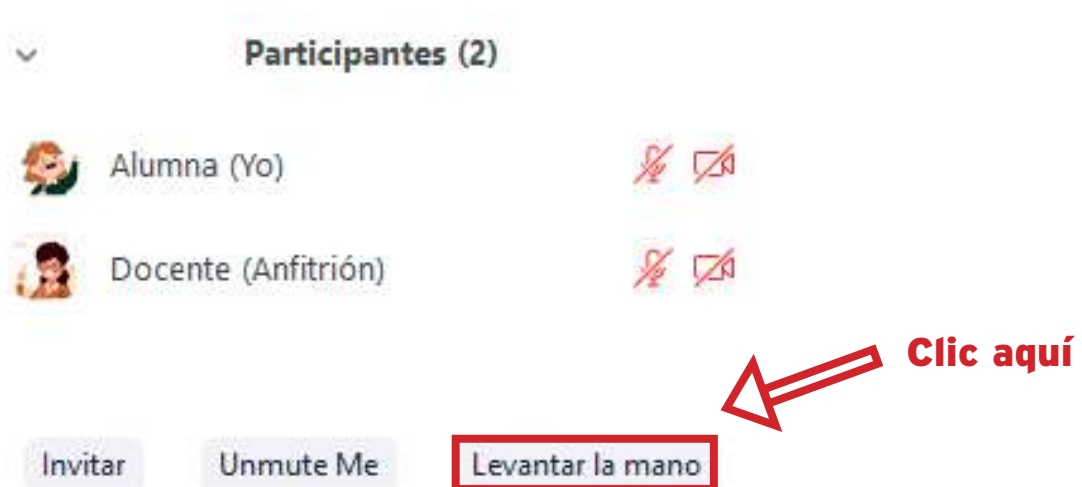 Participantes (2)
Alumna (Yo)
Docente (Anfitrión)
Clic aquí
Invitar Unmute Me Levantar la mano